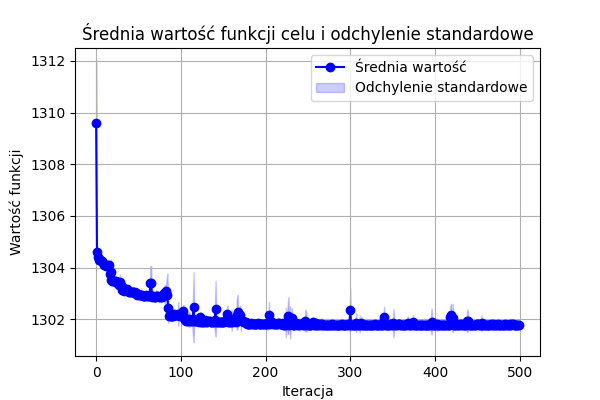 Średnia wartość funkcji celu i odchylenie standardowe
Wartość funkcji
1312
1310
1308
1306
1304
1302
Średnia wartość
Odchylenie standardowe
0 100 200 300 400 500
Iteracja